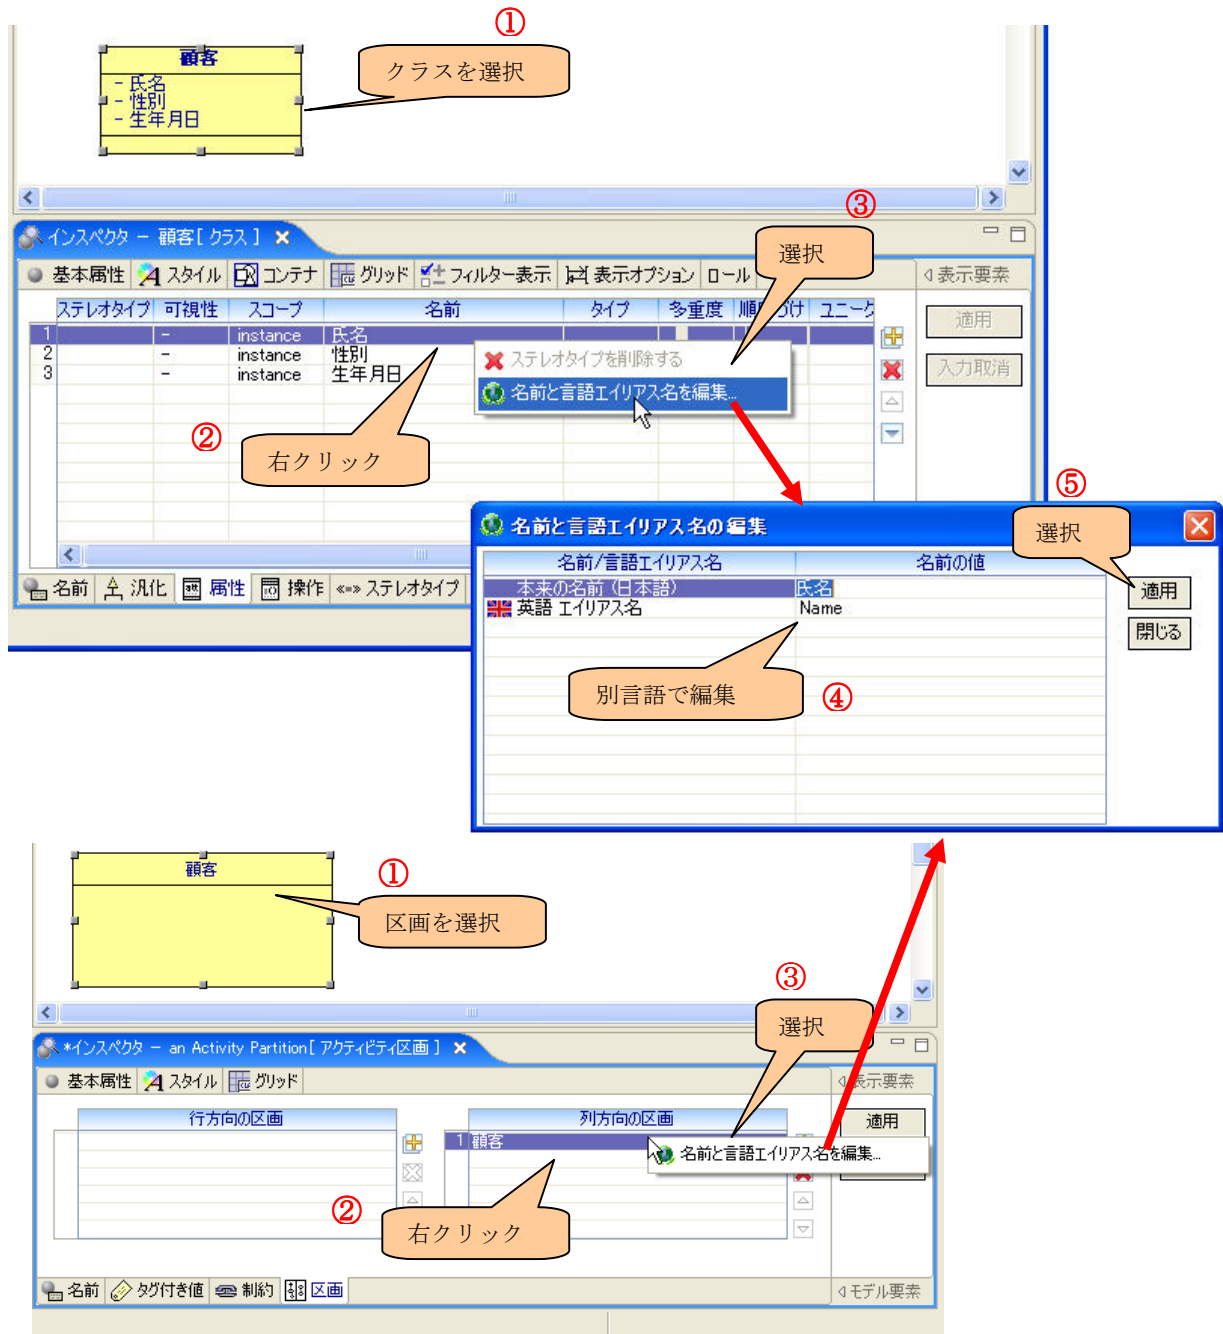 ①
顧客
クラスを選択
- 氏名
- 性別
- 生年月日
③
インスペクタ - 顧客[ クラス ]
選択
基本属性 スタイル コンテナ グリッド フィルター表示 表示オプション ロール 表示要素
ステレオタイプ 可視性 スコープ 名前 タイプ 多重度 順 づけ ユニーク
適用
1 - instance 氏名
2 - instance 性別
3 - instance 生年月日
ステレオタイプを削除する
入力取消
名前と言語エイリアス名を編集...
②
右クリック
⑤
名前と言語エイリアス名の編集
選択
名前/言語エイリアス名 名前の値
本来の名前 (日本語) 氏名
英語 エイリアス名 Name
適用
閉じる
名前 汎化 属性 操作 «=» ステレオタイプ
別言語で編集
④
顧客
①
区画を選択
③
選択
*インスペクタ - an Activity Partition[ アクティビティ区画 ]
基本属性 スタイル グリッド 表示要素
行方向の区画 列方向の区画
適用
1 顧客
名前と言語エイリアス名を編集...
②
右クリック
名前 タグ付き値 制約 区画 モデル要素